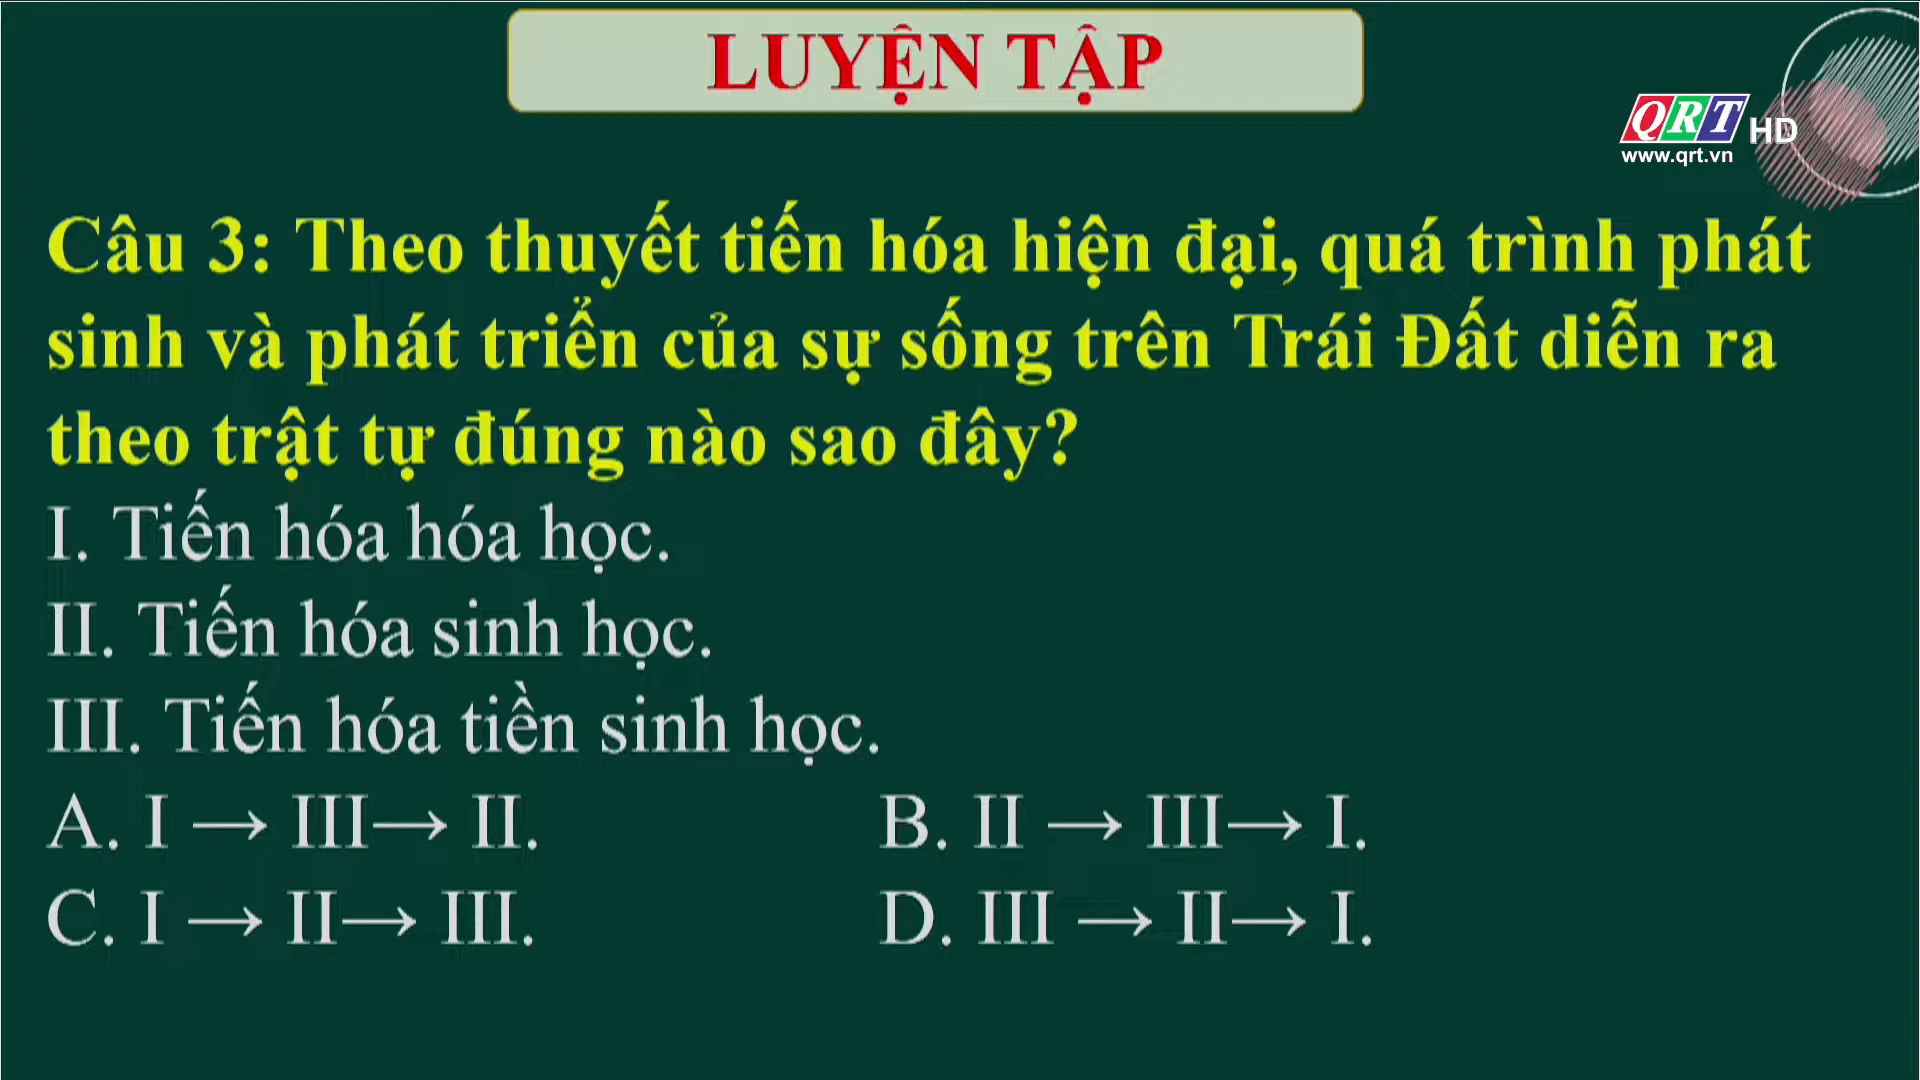 LUYỆN TẬP
QRT HD
www.qrt.vn
Câu 3: Theo thuyết tiến hóa hiện đại, quá trình phát
sinh và phát triển của sự sống trên Trái Đất diễn ra
theo trật tự đúng nào sao đây?
I. Tiến hóa hóa học.
II. Tiến hóa sinh học.
III. Tiến hóa tiền sinh học.
A. I → III→ II. B. II → III→ I.
C. I → II→ III. D. III → II→ I.